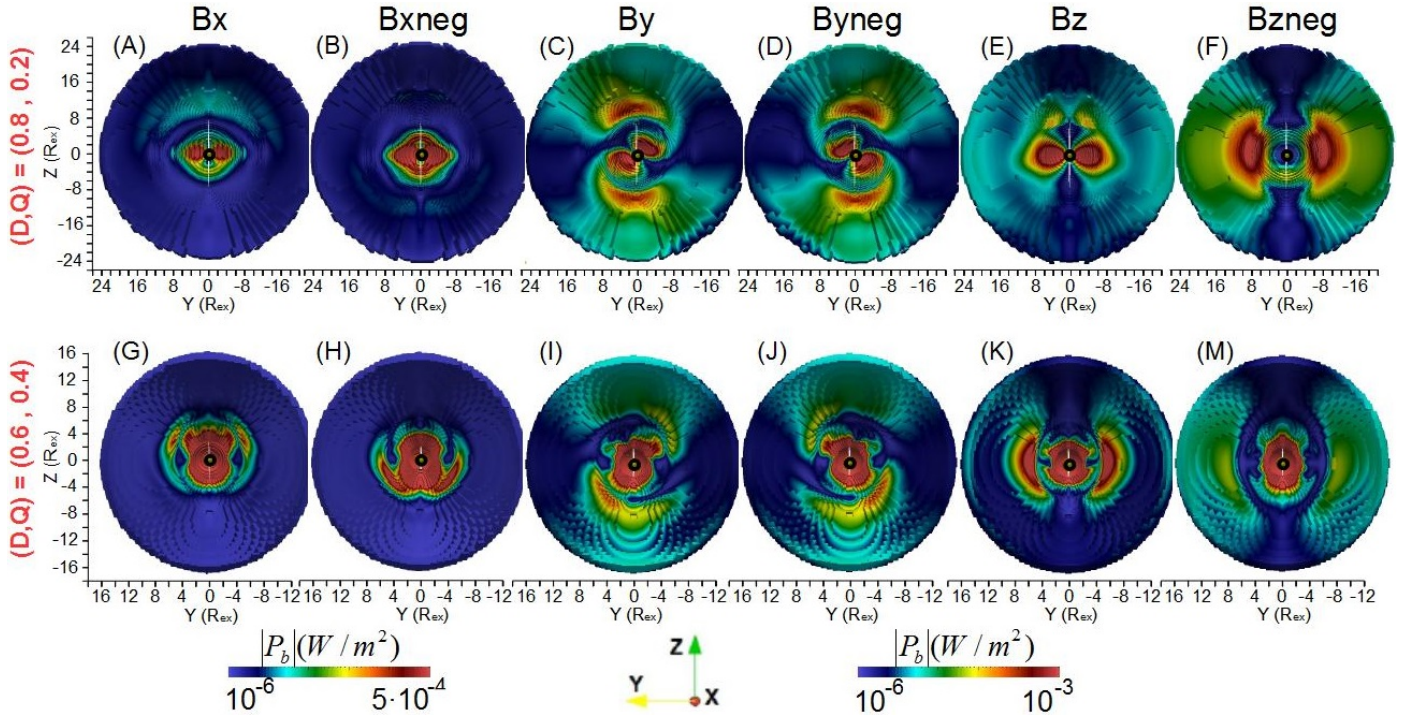 Bx Bxneg By Byneg Bz Bzneg
(D,Q) = (0.8 , 0.2)
(A) (B) (C) (D) (E) (F)
24
16
8
0
-8
-16
-24
Z (Rex)
24 16 8 0 -8 -16 24 16 8 0 -8 -16 24 16 8 0 -8 -16 24 16 8 0 -8 -16 24 16 8 0 -8 -16 24 16 8 0 -8 -16
Y (Rex) Y (Rex) Y (Rex) Y (Rex) Y (Rex) Y (Rex)
(D,Q) = (0.6 , 0.4)
(G) (H) (I) (J) (K) (M)
16
12
8
4
0
-4
-8
-12
-16
Z (Rex)
16 12 8 4 0 -4 -8 -12 16 12 8 4 0 -4 -8 -12 16 12 8 4 0 -4 -8 -12 16 12 8 4 0 -4 -8 -12 16 12 8 4 0 -4 -8 -12 16 12 8 4 0 -4 -8 -12
Y (Rex) Y (Rex) Y (Rex) Y (Rex) Y (Rex) Y (Rex)
|P_b|(W / m²) |P_b|(W / m²)
10⁻⁶ 5·10⁻⁴ 10⁻⁶ 10⁻³
Z
Y X